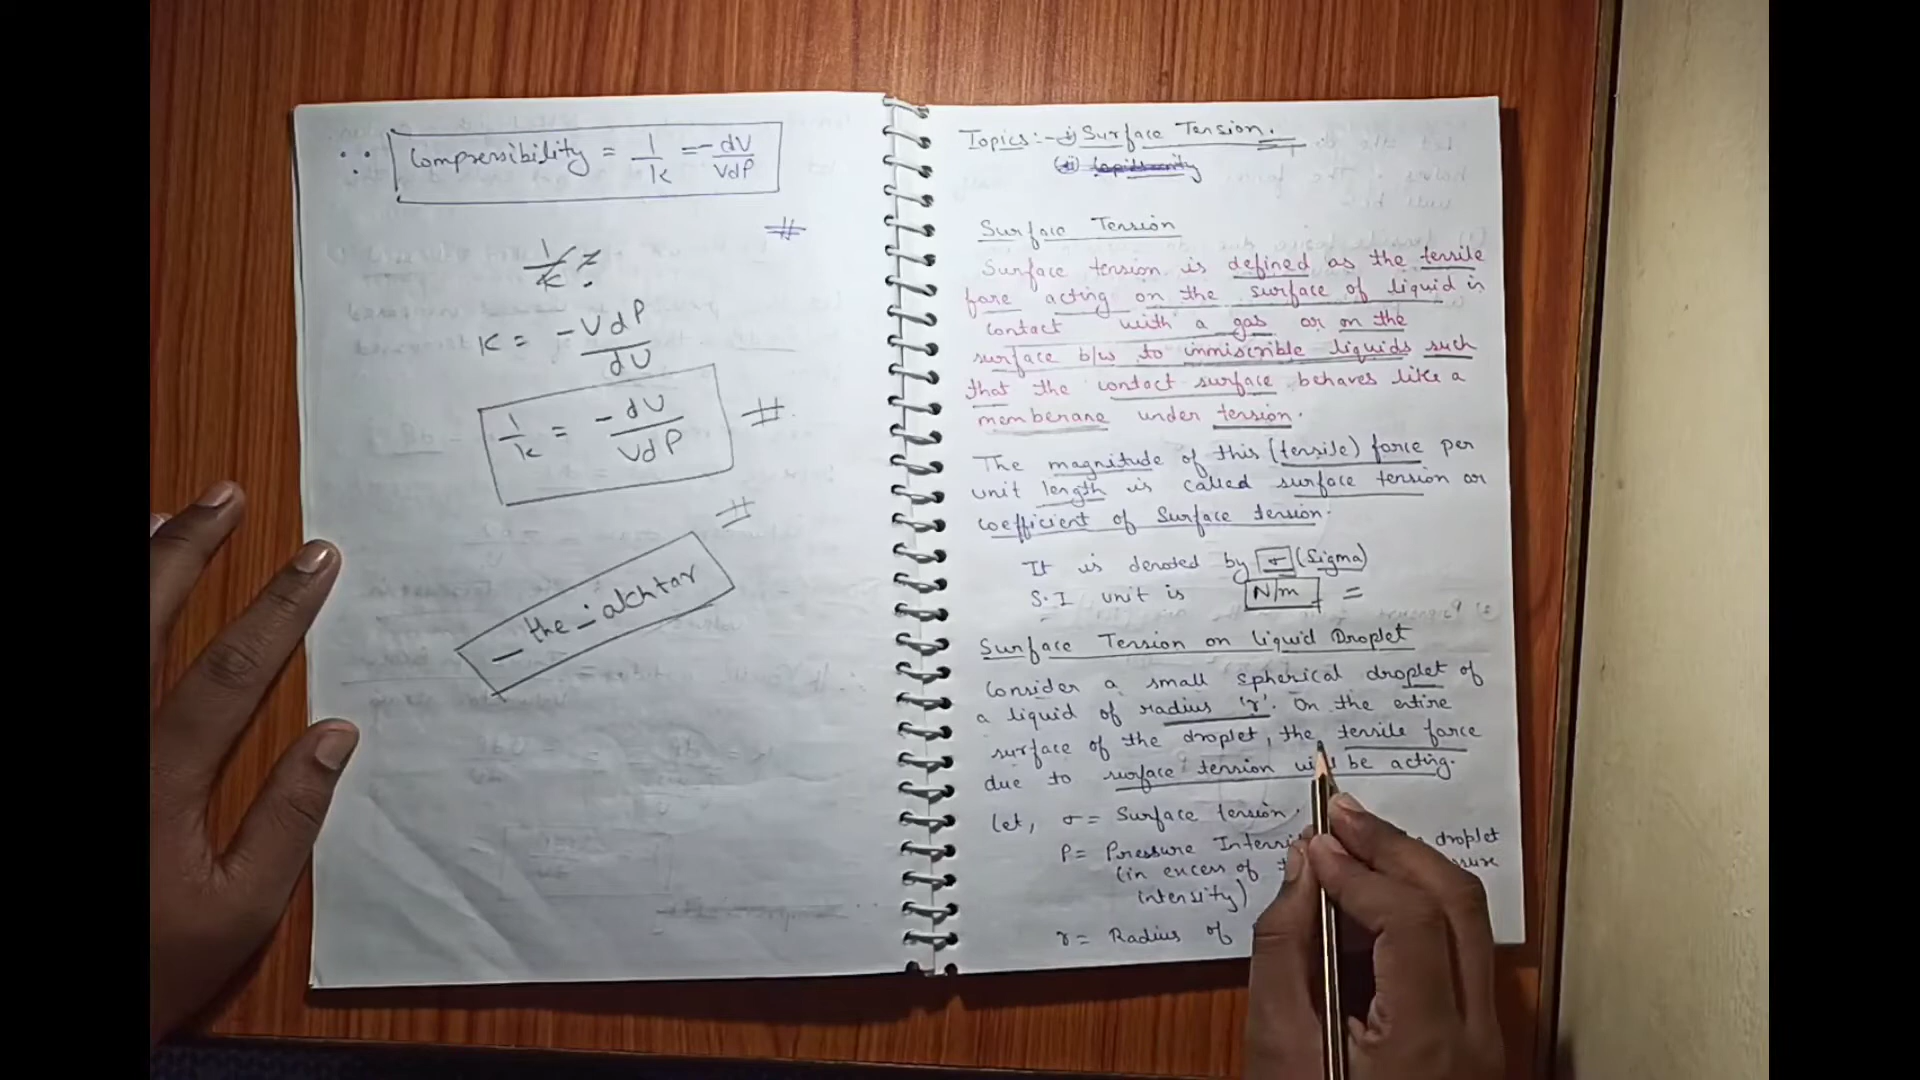 ∵ Compressibility = 1/k = -dV/VdP
#
1/k ?
K = -VdP/dV
1/k = -dV/VdP #
#
- the_akhtar
Topics:- (i) Surface Tension.
(ii)
Surface Tension
Surface tension is defined as the tensile
force acting on the surface of liquid in
contact with a gas or on the
surface b/w to immiscrible liquids such
that the contact surface behaves like a
membrane under tension.
The magnitude of this (tensile) force per
unit length is called surface tension or
coefficient of Surface tension.
It is denoted by σ (Sigma)
S.I unit is N/m =
Surface Tension on liquid Droplet
Consider a small spherical droplet of
a liquid of radius 'r'. On the entire
surface of the droplet, the tensile force
due to surface tension will be acting.
let, σ = Surface tension.
P = Pressure droplet
(in excess of
intensity)
r = Radius of